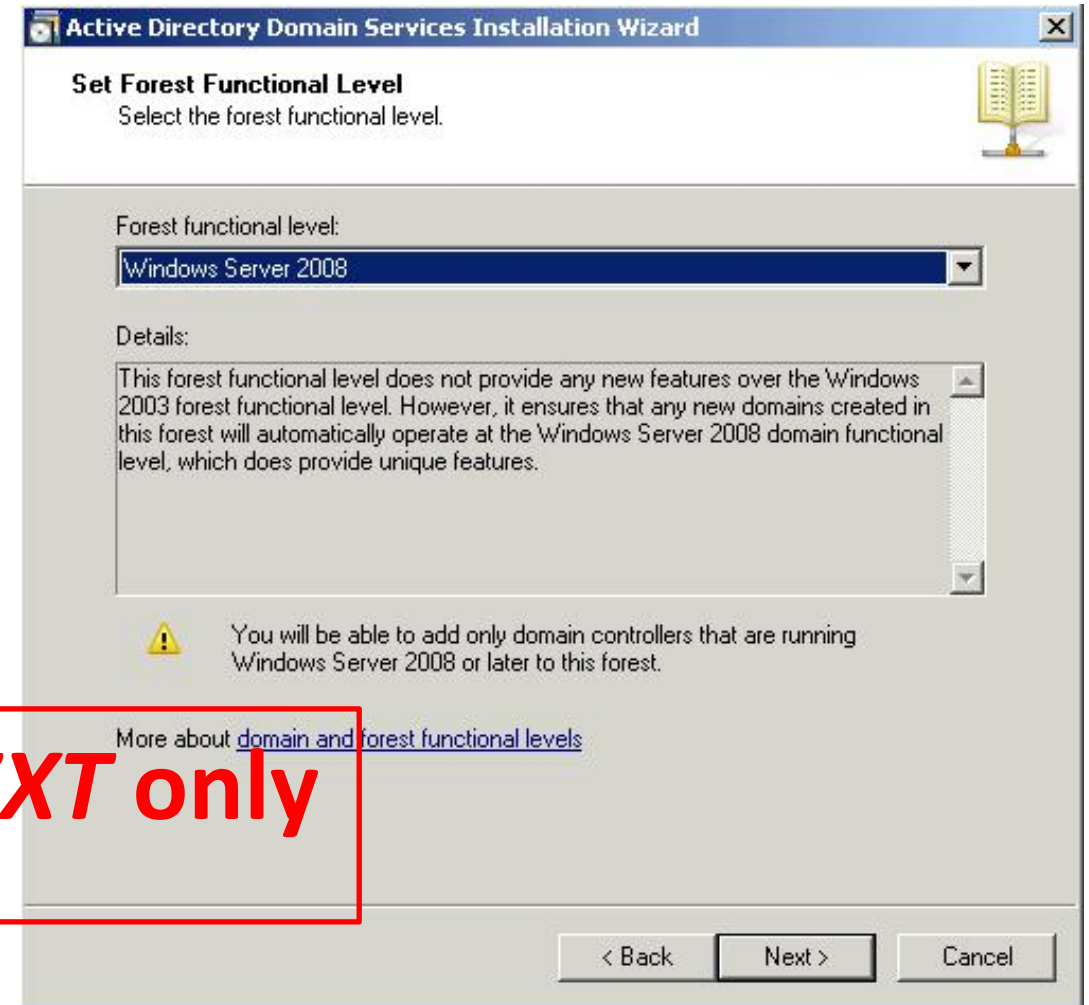 Active Directory Domain Services Installation Wizard
Set Forest Functional Level
Select the forest functional level.
Forest functional level:
Windows Server 2008
Details:
This forest functional level does not provide any new features over the Windows
2003 forest functional level. However, it ensures that any new domains created in
this forest will automatically operate at the Windows Server 2008 domain functional
level, which does provide unique features.
You will be able to add only domain controllers that are running
Windows Server 2008 or later to this forest.
More about domain and forest functional levels
XT only
< Back Next > Cancel